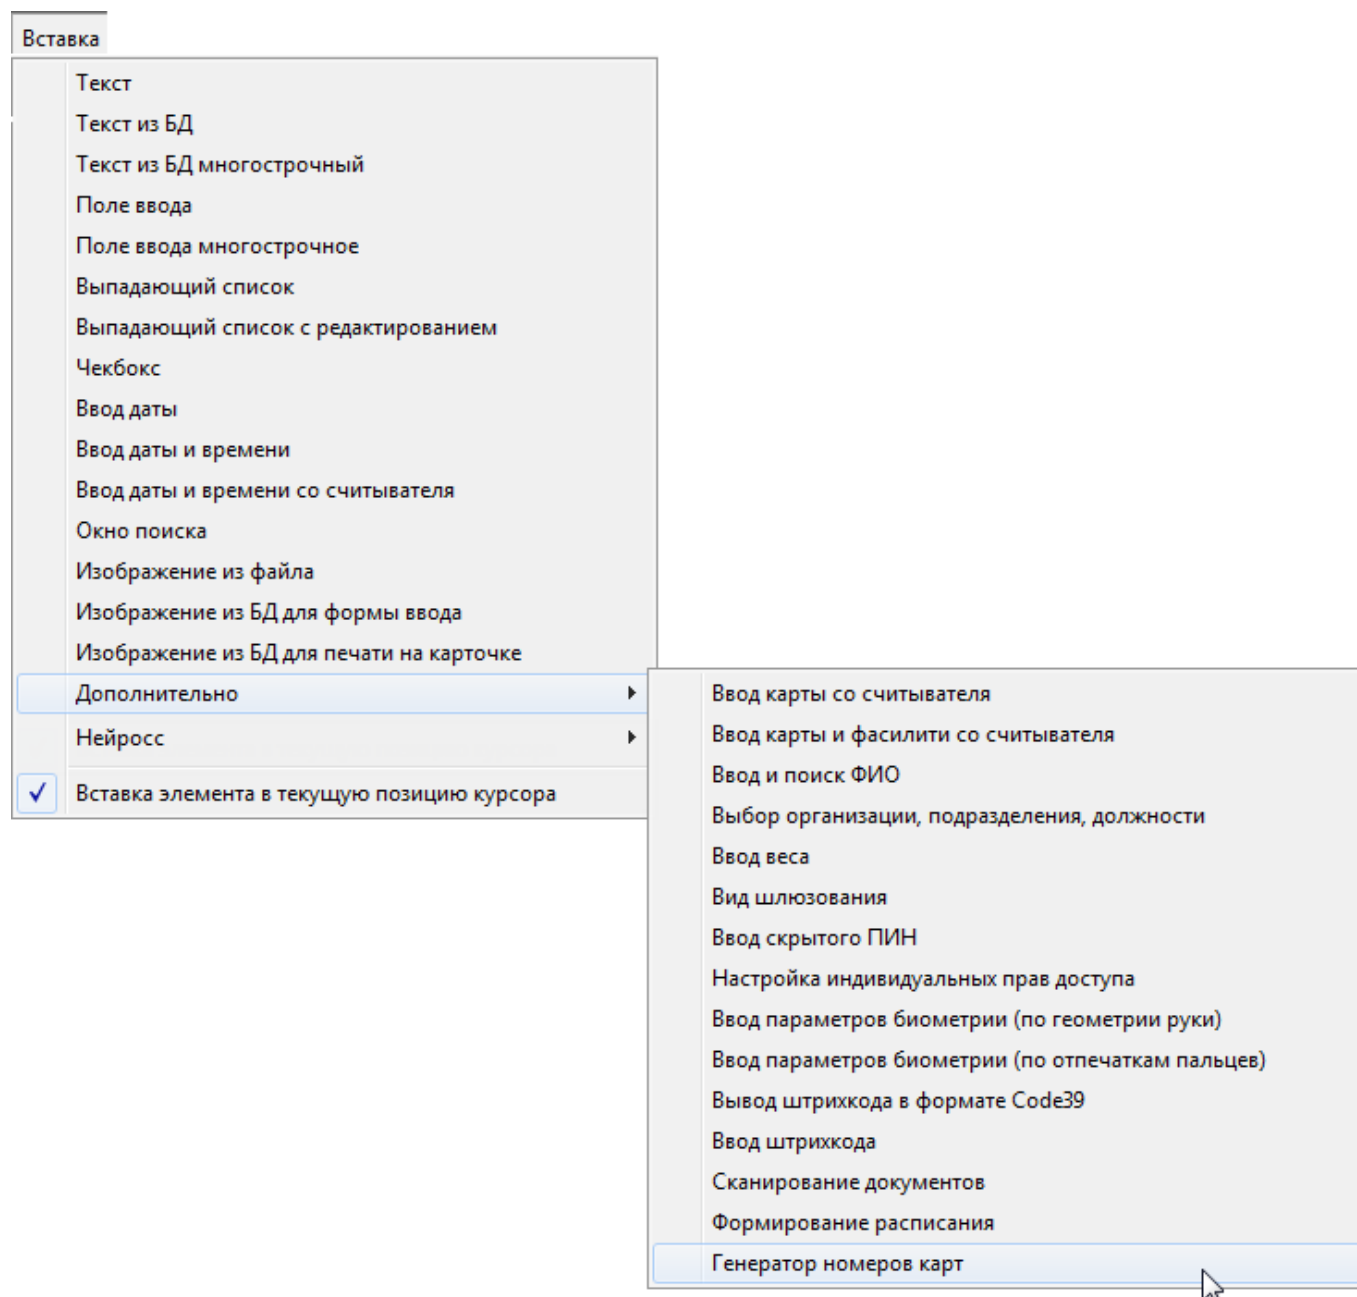 Вставка
Текст
Текст из БД
Текст из БД многострочный
Поле ввода
Поле ввода многострочное
Выпадающий список
Выпадающий список с редактированием
Чекбокс
Ввод даты
Ввод даты и времени
Ввод даты и времени со считывателя
Окно поиска
Изображение из файла
Изображение из БД для формы ввода
Изображение из БД для печати на карточке
Дополнительно
Нейросс
Вставка элемента в текущую позицию курсора
Ввод карты со считывателя
Ввод карты и фасилити со считывателя
Ввод и поиск ФИО
Выбор организации, подразделения, должности
Ввод веса
Вид шлюзования
Ввод скрытого ПИН
Настройка индивидуальных прав доступа
Ввод параметров биометрии (по геометрии руки)
Ввод параметров биометрии (по отпечаткам пальцев)
Вывод штрихкода в формате Code39
Ввод штрихкода
Сканирование документов
Формирование расписания
Генератор номеров карт